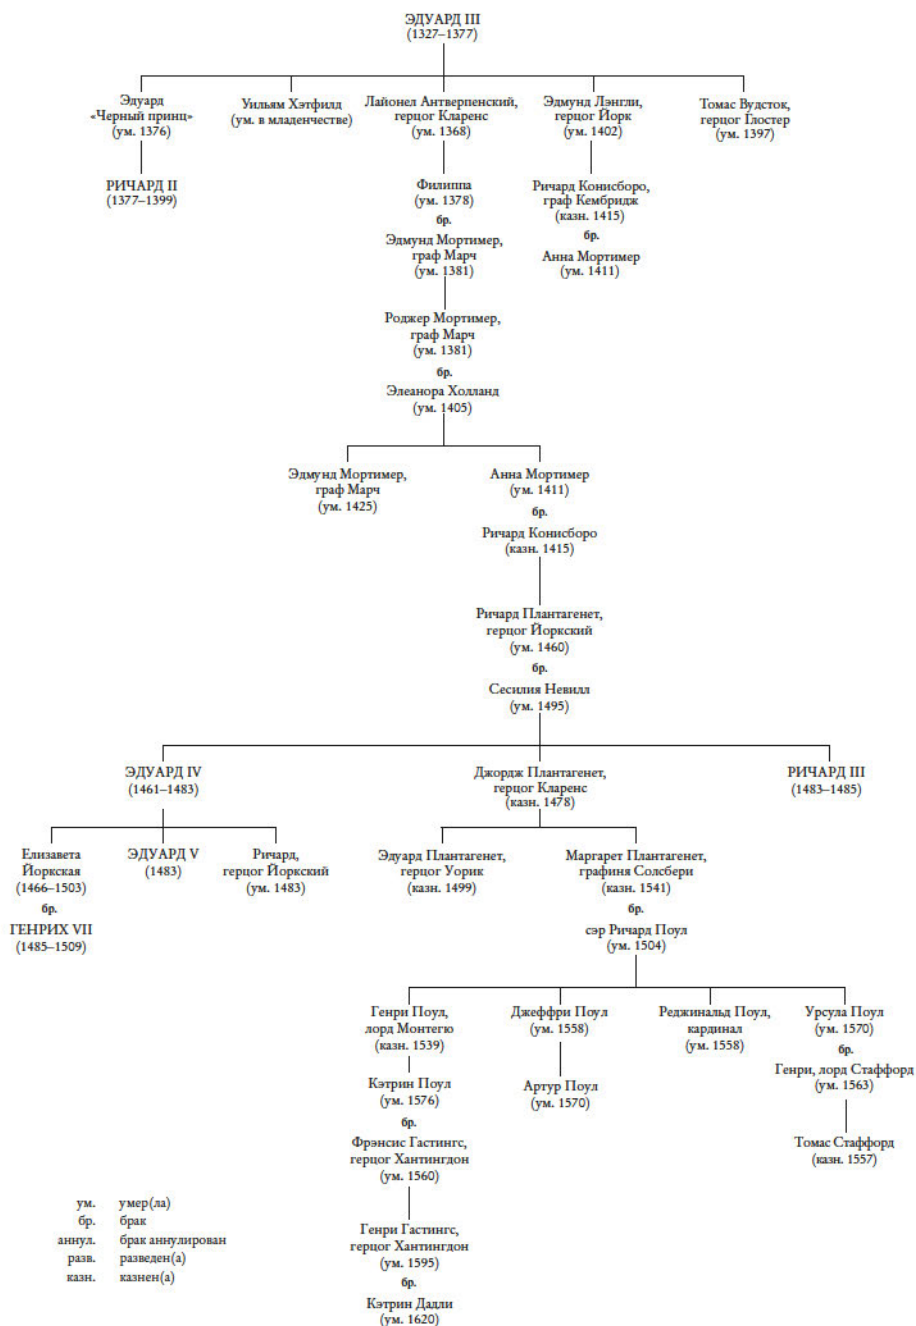 ЭДУАРД III
(1327–1377)
Эдуард
«Черный принц»
(ум. 1376)
Уильям Хэтфилд
(ум. в младенчестве)
Лайонел Антверпенский,
герцог Кларенс
(ум. 1368)
Эдмунд Лэнгли,
герцог Йорк
(ум. 1402)
Томас Вудсток,
герцог Глостер
(ум. 1397)
РИЧАРД II
(1377–1399)
Филиппа
(ум. 1378)
бр.
Эдмунд Мортимер,
граф Марч
(ум. 1381)
Ричард Конисборо,
граф Кембридж
(казн. 1415)
бр.
Анна Мортимер
(ум. 1411)
Роджер Мортимер,
граф Марч
(ум. 1381)
бр.
Элеанора Холланд
(ум. 1405)
Эдмунд Мортимер,
граф Марч
(ум. 1425)
Анна Мортимер
(ум. 1411)
бр.
Ричард Конисборо
(казн. 1415)
Ричард Плантагенет,
герцог Йоркский
(ум. 1460)
бр.
Сесилия Невилл
(ум. 1495)
ЭДУАРД IV
(1461–1483)
Джордж Плантагенет,
герцог Кларенс
(казн. 1478)
РИЧАРД III
(1483–1485)
Елизавета
Йоркская
(1466–1503)
бр.
ГЕНРИХ VII
(1485–1509)
ЭДУАРД V
(1483)
Ричард,
герцог Йоркский
(ум. 1483)
Эдуард Плантагенет,
герцог Уорик
(казн. 1499)
Маргарет Плантагенет,
графиня Солсбери
(казн. 1541)
бр.
сэр Ричард Поул
(ум. 1504)
Генри Поул,
лорд Монтегю
(казн. 1539)
Джеффри Поул
(ум. 1558)
Реджинальд Поул,
кардинал
(ум. 1558)
Урсула Поул
(ум. 1570)
бр.
Генри, лорд Стаффорд
(ум. 1563)
Кэтрин Поул
(ум. 1576)
бр.
Фрэнсис Гастингс,
герцог Хантингдон
(ум. 1560)
Артур Поул
(ум. 1570)
Томас Стаффорд
(казн. 1557)
Генри Гастингс,
герцог Хантингдон
(ум. 1595)
бр.
Кэтрин Дадли
(ум. 1620)
ум. умер(ла)
бр. брак
аннул. брак аннулирован
разв. разведен(а)
казн. казнен(а)